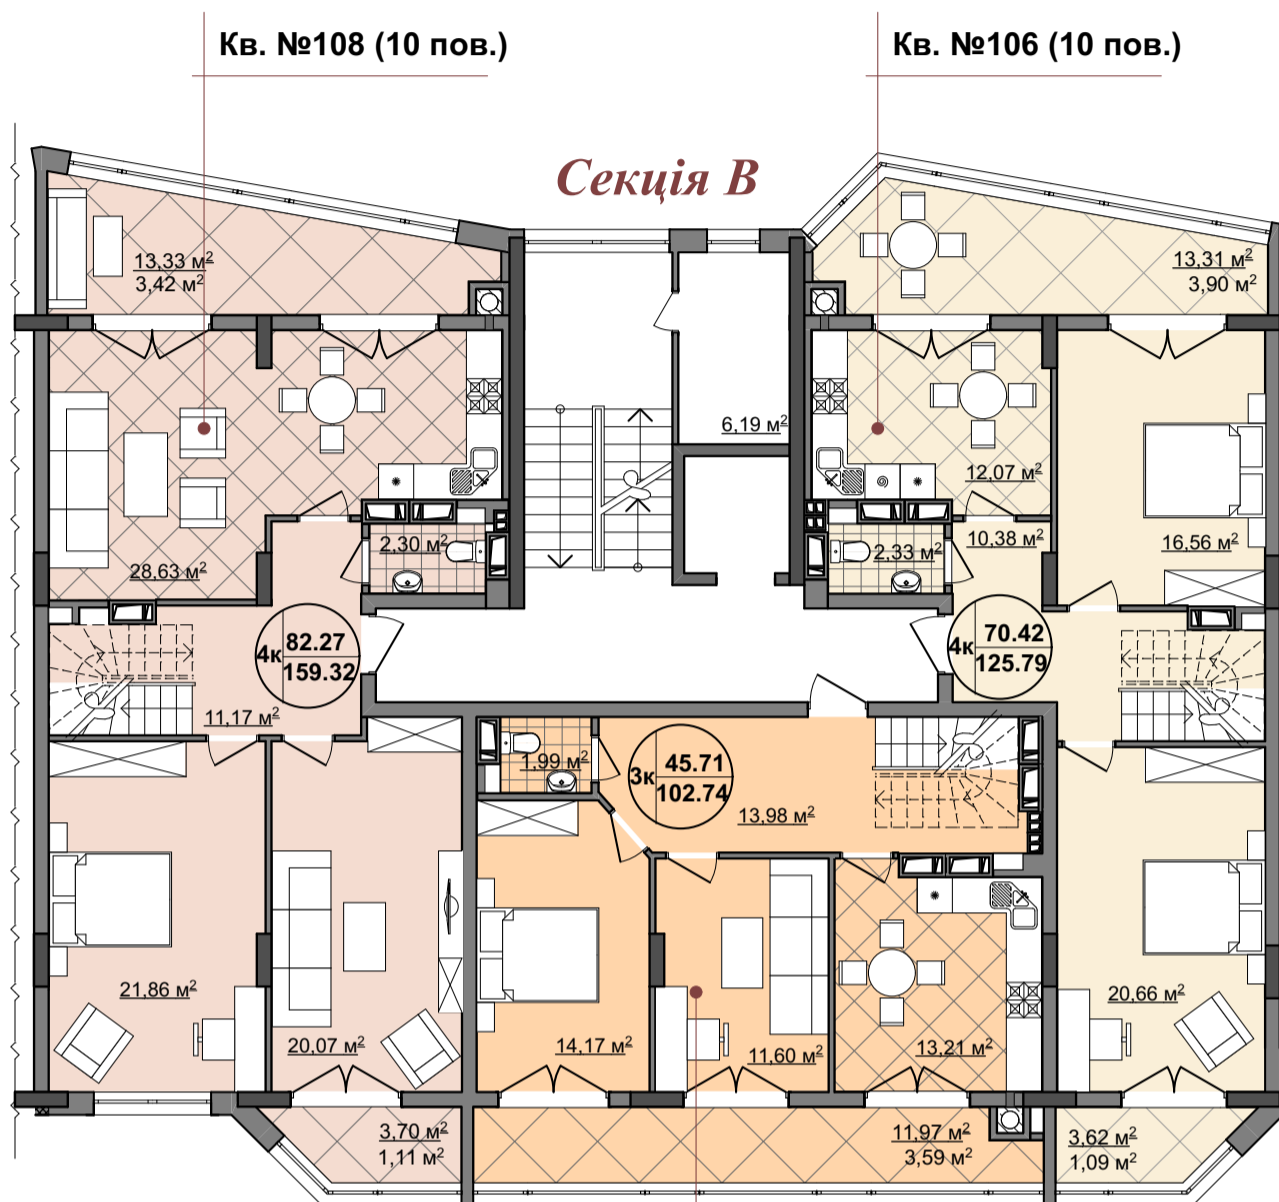 Кв. №108 (10 пов.)
Кв. №106 (10 пов.)
Секція В
13,33 м²
3,42 м²
13,31 м²
3,90 м²
6,19 м²
12,07 м²
2,30 м²
2,33 м²
10,38 м²
16,56 м²
28,63 м²
4к
82.27
159.32
4к
70.42
125.79
11,17 м²
1,99 м²
3к
45.71
102.74
13,98 м²
21,86 м²
20,07 м²
14,17 м²
11,60 м²
13,21 м²
20,66 м²
3,70 м²
1,11 м²
11,97 м²
3,59 м²
3,62 м²
1,09 м²